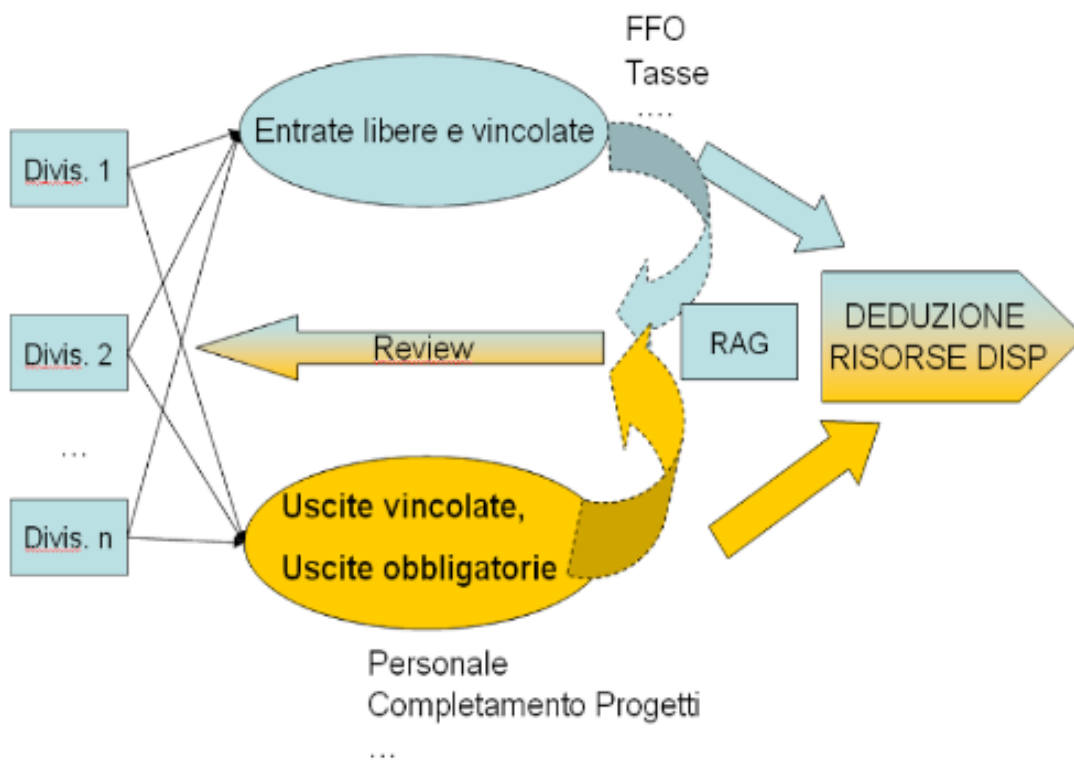 FFO
Tasse
....
Entrate libere e vincolate
Divis. 1
Divis. 2
...
Divis. n
Review
RAG
DEDUZIONE
RISORSE DISP
Uscite vincolate,
Uscite obbligatorie
Personale
Completamento Progetti
...